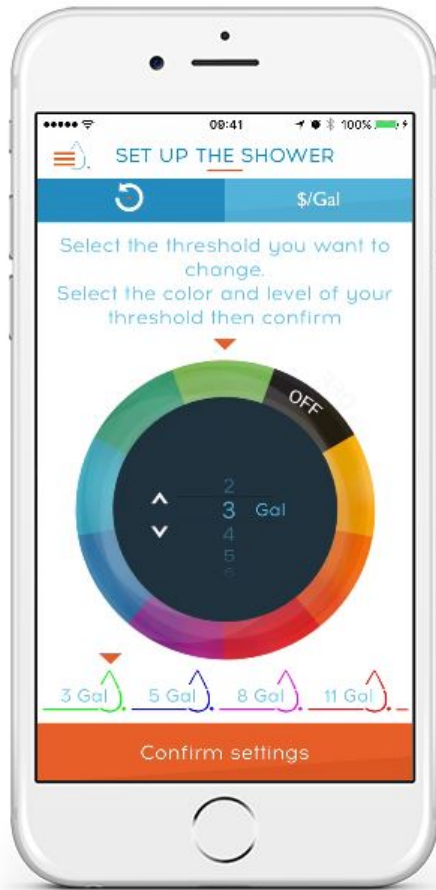 09:41
100%
SET UP THE SHOWER
$/Gal
Select the threshold you want to
change.
Select the color and level of your
threshold then confirm
OFF
2
3 Gal
4
5
6
3 Gal 5 Gal 8 Gal 11 Gal
Confirm settings